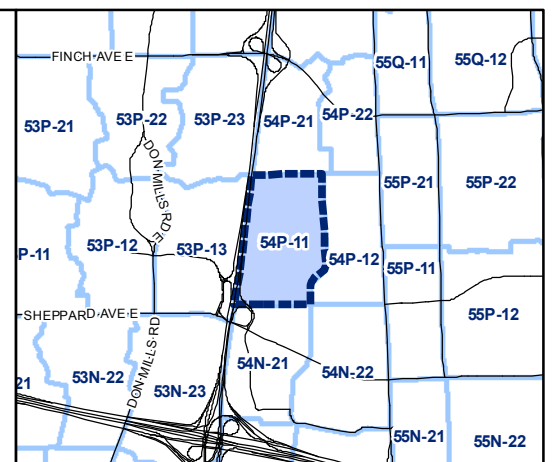 FINCH AVE E
55Q-11
55Q-12
53P-21
53P-22
53P-23
54P-21
54P-22
DON MILLS RD E
55P-21
55P-22
P-11
53P-12
53P-13
54P-11
54P-12
55P-11
SHEPPARD AVE E
55P-12
DON MILLS RD
21
53N-22
53N-23
54N-21
54N-22
55N-21
55N-22